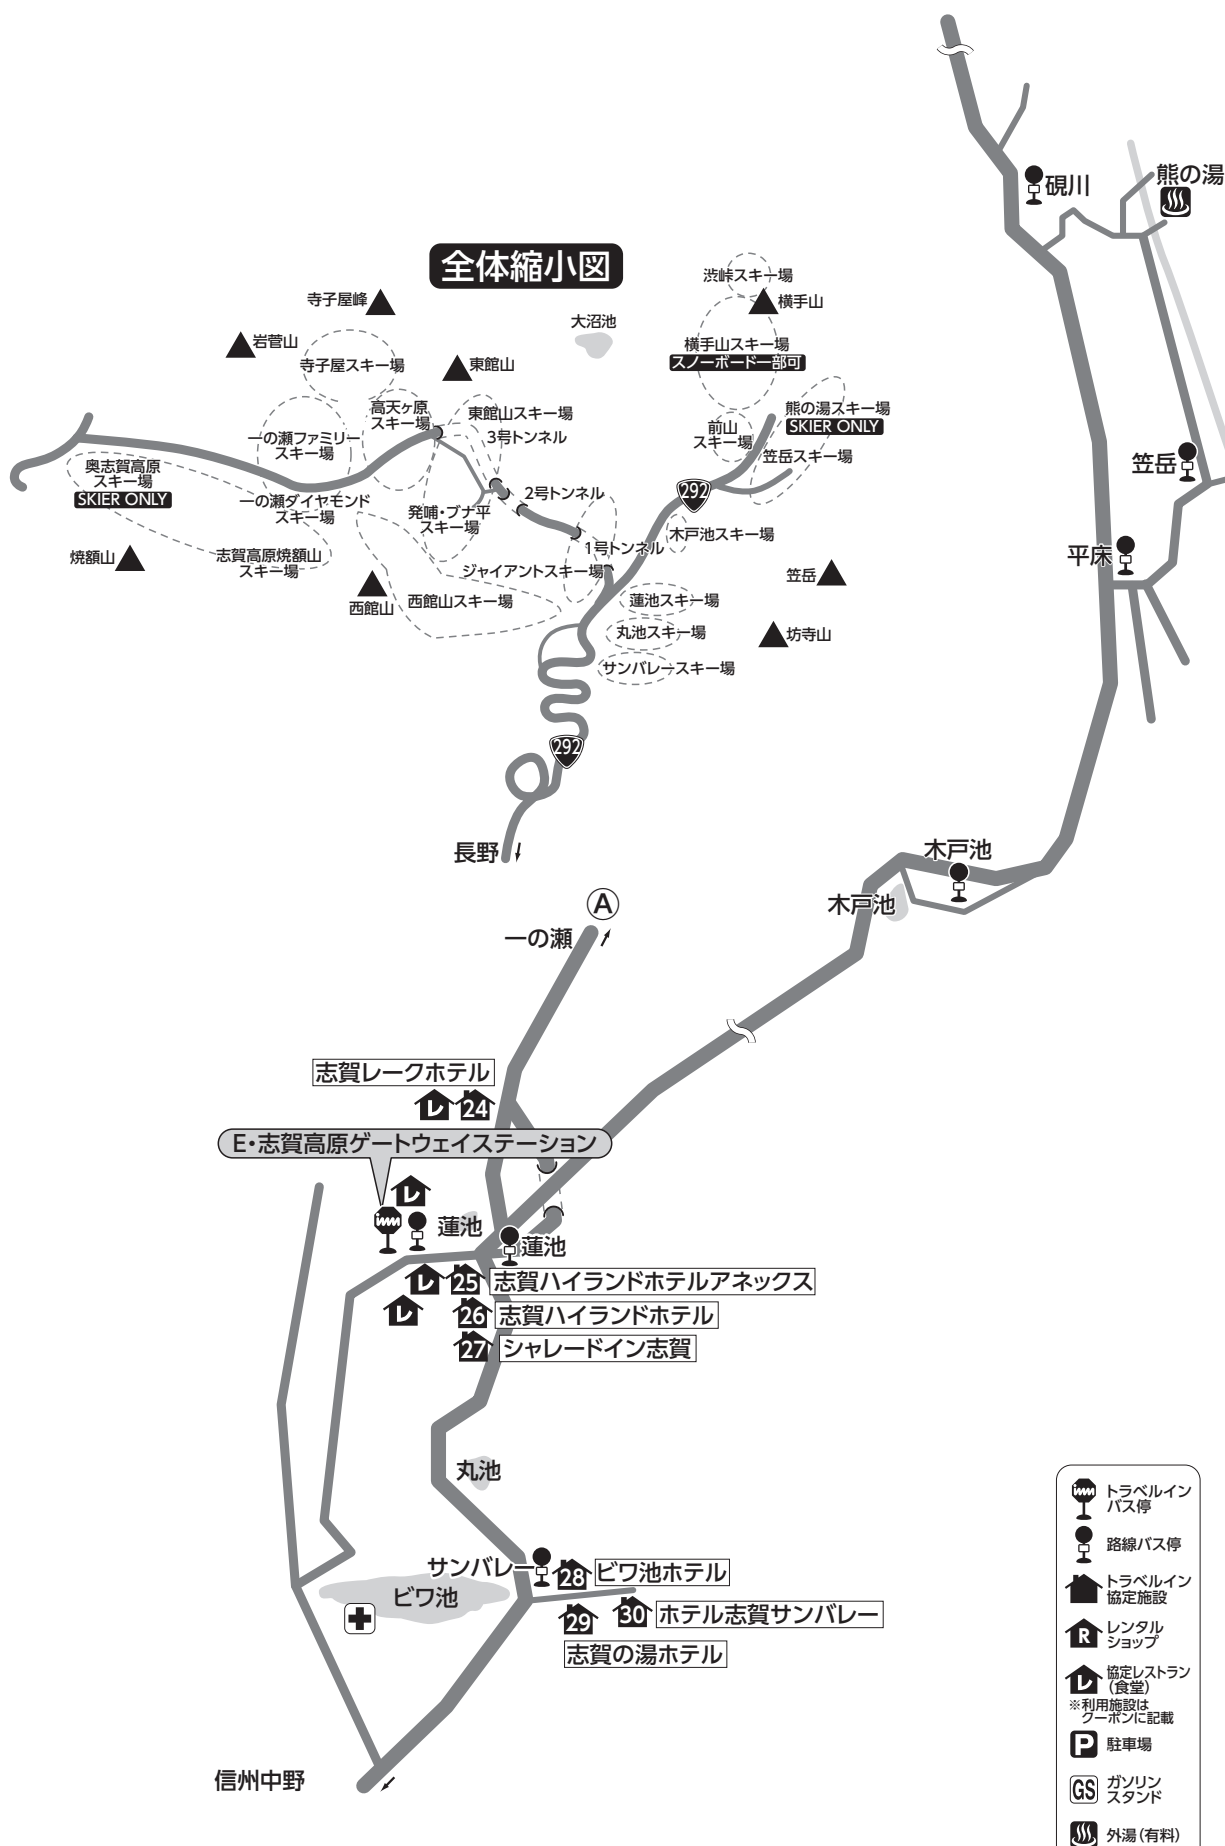 硯川
熊の湯
全体縮小図
渋峠スキー場
横手山
寺子屋峰
大沼池
岩菅山
寺子屋スキー場
東館山
横手山スキー場
スノーボード一部可
高天ヶ原
スキー場
東館山スキー場
3号トンネル
熊の湯スキー場
SKIER ONLY
前山
スキー場
一の瀬ファミリー
スキー場
笠岳スキー場
笠岳
奥志賀高原
スキー場
SKIER ONLY
一の瀬ダイヤモンド
スキー場
2号トンネル
292
発哺・ブナ平
スキー場
木戸池スキー場
1号トンネル
平床
焼額山
志賀高原焼額山
スキー場
ジャイアントスキー場
笠岳
西館山
西館山スキー場
蓮池スキー場
丸池スキー場
坊寺山
サンバレースキー場
292
長野
木戸池
木戸池
A
一の瀬
志賀レークホテル
レ
24
E・志賀高原ゲートウェイステーション
レ
蓮池
蓮池
レ
25
志賀ハイランドホテルアネックス
レ
26
志賀ハイランドホテル
27
シャレードイン志賀
丸池
サンバレー
28
ビワ池ホテル
ビワ池
29
30
ホテル志賀サンバレー
志賀の湯ホテル
信州中野
トラベルイン
バス停
路線バス停
トラベルイン
協定施設
R
レンタル
ショップ
レ
協定レストラン
(食堂)
※利用施設は
クーポンに記載
P
駐車場
GS
ガソリン
スタンド
外湯(有料)